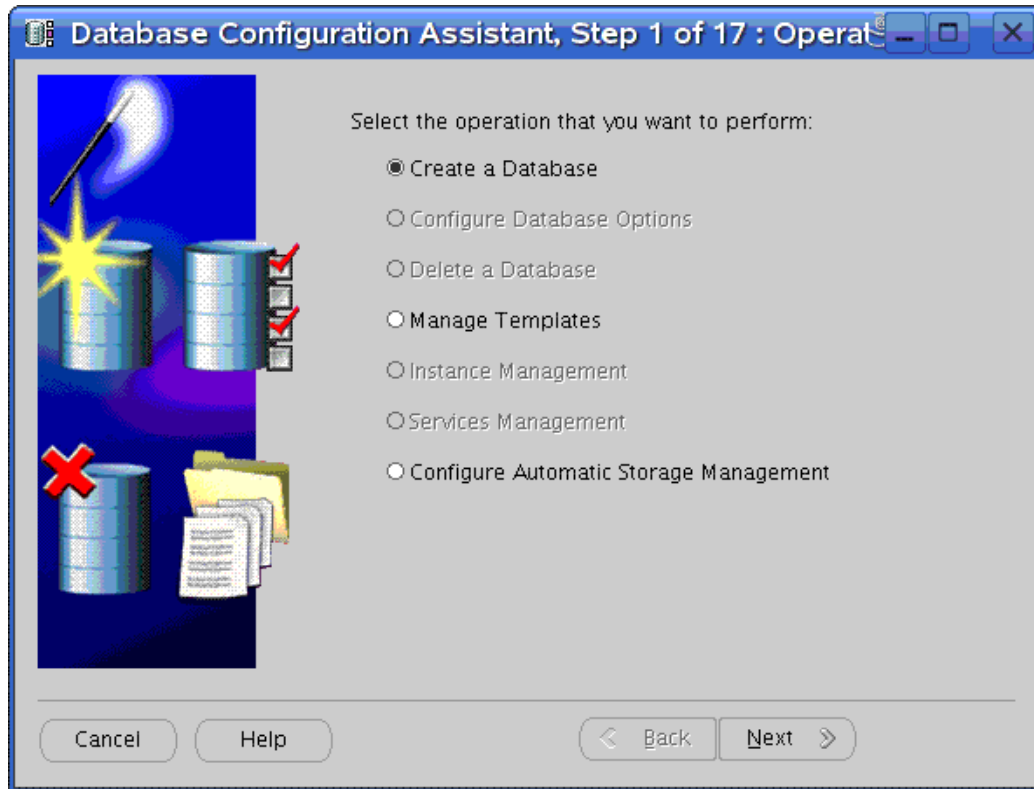 Database Configuration Assistant, Step 1 of 17 : Operat
Select the operation that you want to perform:
Create a Database
Configure Database Options
Delete a Database
Manage Templates
Instance Management
Services Management
Configure Automatic Storage Management
Cancel
Help
Back
Next